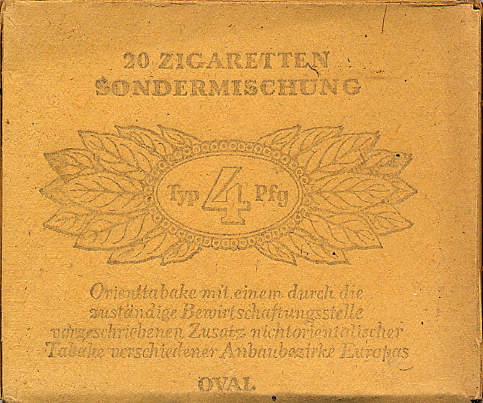 20 ZIGARETTEN
SONDERMISCHUNG
Typ 4 Pfg
Orienttabake mit einem durch die
zuständige Bewirtschaftungsstelle
vorgeschriebenen Zusatz nichtorientalischer
Tabake verschiedener Anbaubezirke Europas
OVAL